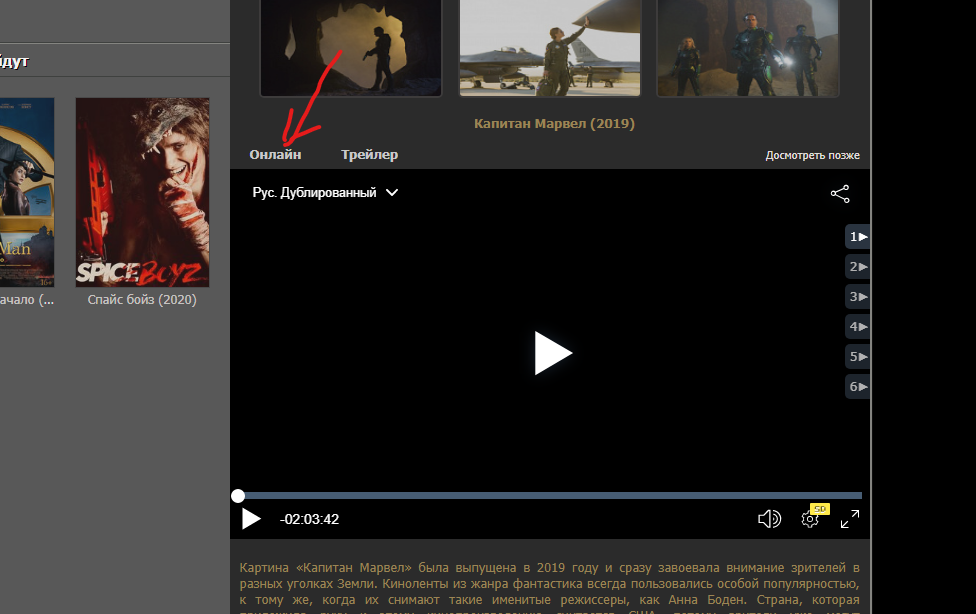 йдут
Man
16+
SPICE BOYZ
ачало (...
Спайс бойз (2020)
Капитан Марвел (2019)
Онлайн
Трейлер
Досмотреть позже
Рус. Дублированный
1
2
3
4
5
6
-02:03:42
SD
Картина «Капитан Марвел» была выпущена в 2019 году и сразу завоевала внимание зрителей в
разных уголках Земли. Киноленты из жанра фантастика всегда пользовались особой популярностью,
к тому же, когда их снимают такие именитые режиссеры, как Анна Боден. Страна, которая